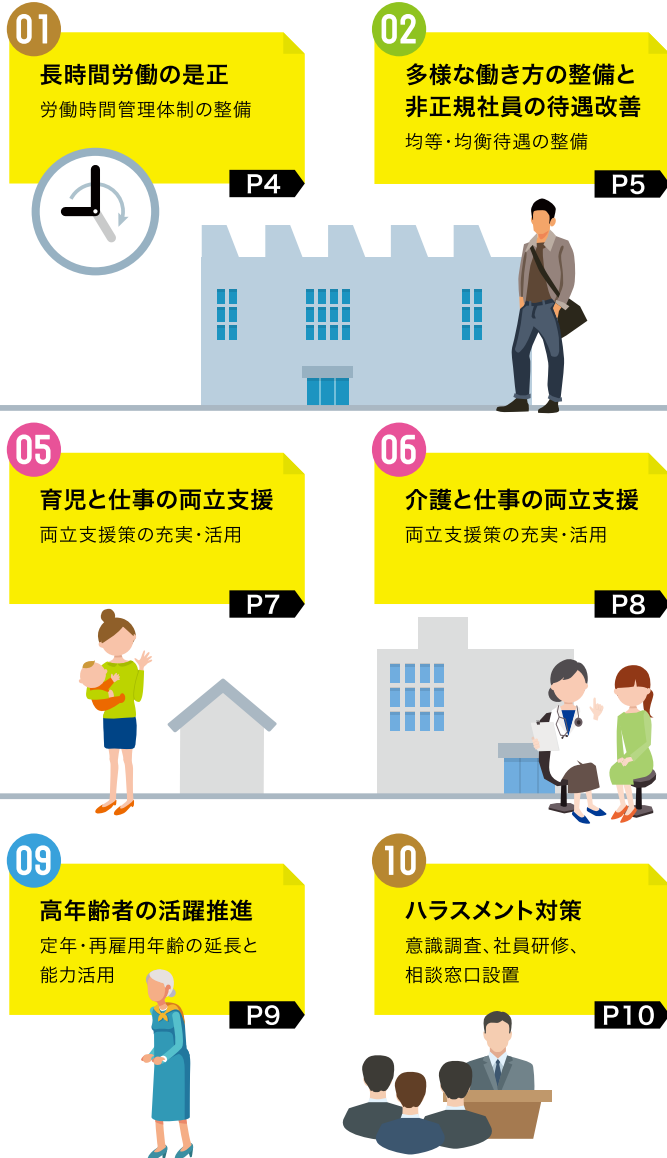 01
長時間労働の是正
労働時間管理体制の整備
P4
02
多様な働き方の整備と
非正規社員の待遇改善
均等・均衡待遇の整備
P5
05
育児と仕事の両立支援
両立支援策の充実・活用
P7
06
介護と仕事の両立支援
両立支援策の充実・活用
P8
09
高年齢者の活躍推進
定年・再雇用年齢の延長と
能力活用
P9
10
ハラスメント対策
意識調査、社員研修、
相談窓口設置
P10